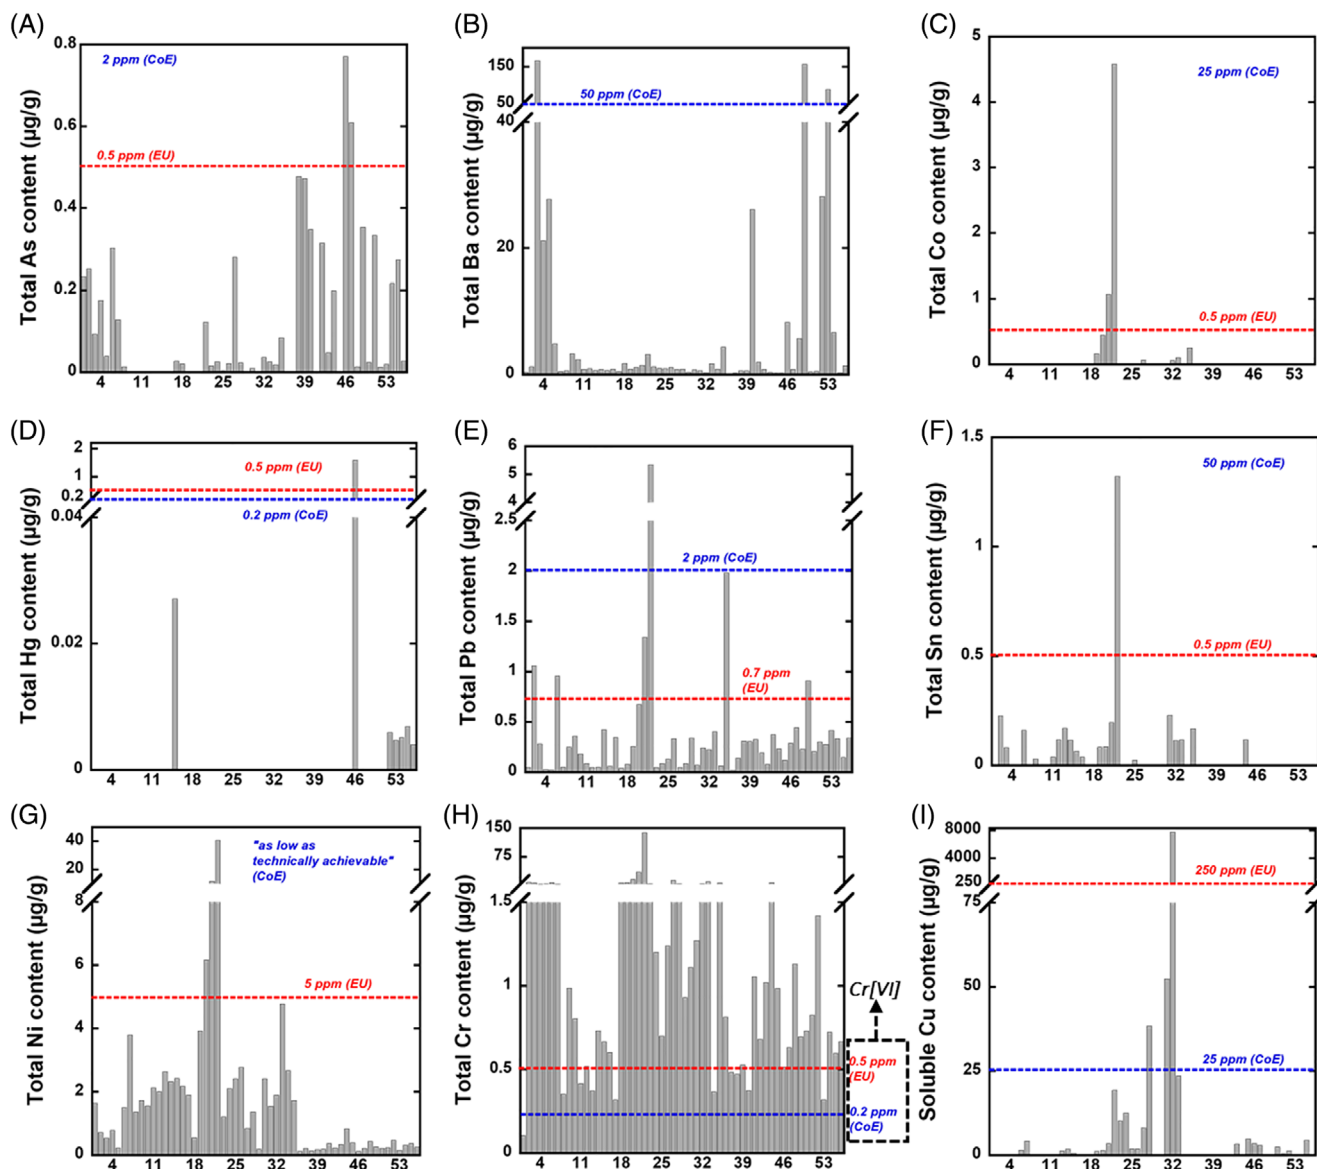 (A)
Total As content (µg/g)
0.8
0.6
0.4
0.2
0
2 ppm (CoE)
0.5 ppm (EU)
4 11 18 25 32 39 46 53
(B)
Total Ba content (µg/g)
150
50
40
20
0
50 ppm (CoE)
4 11 18 25 32 39 46 53
(C)
Total Co content (µg/g)
5
4
3
2
1
0
25 ppm (CoE)
0.5 ppm (EU)
4 11 18 25 32 39 46 53
(D)
Total Hg content (µg/g)
2
1
0.2
0.04
0.02
0
0.5 ppm (EU)
0.2 ppm (CoE)
4 11 18 25 32 39 46 53
(E)
Total Pb content (µg/g)
6
5
4
2.5
2
1.5
1
0.5
0
2 ppm (CoE)
0.7 ppm
(EU)
4 11 18 25 32 39 46 53
(F)
Total Sn content (µg/g)
1.5
1
0.5
0
50 ppm (CoE)
0.5 ppm (EU)
4 11 18 25 32 39 46 53
(G)
Total Ni content (µg/g)
40
20
8
6
4
2
0
"as low as
technically achievable"
(CoE)
5 ppm (EU)
4 11 18 25 32 39 46 53
(H)
Total Cr content (µg/g)
150
75
1.5
1
0.5
0
Cr[VI]
0.5 ppm
(EU)
0.2 ppm
(CoE)
4 11 18 25 32 39 46 53
(I)
Soluble Cu content (µg/g)
8000
4000
250
75
50
25
0
250 ppm (EU)
25 ppm (CoE)
4 11 18 25 32 39 46 53